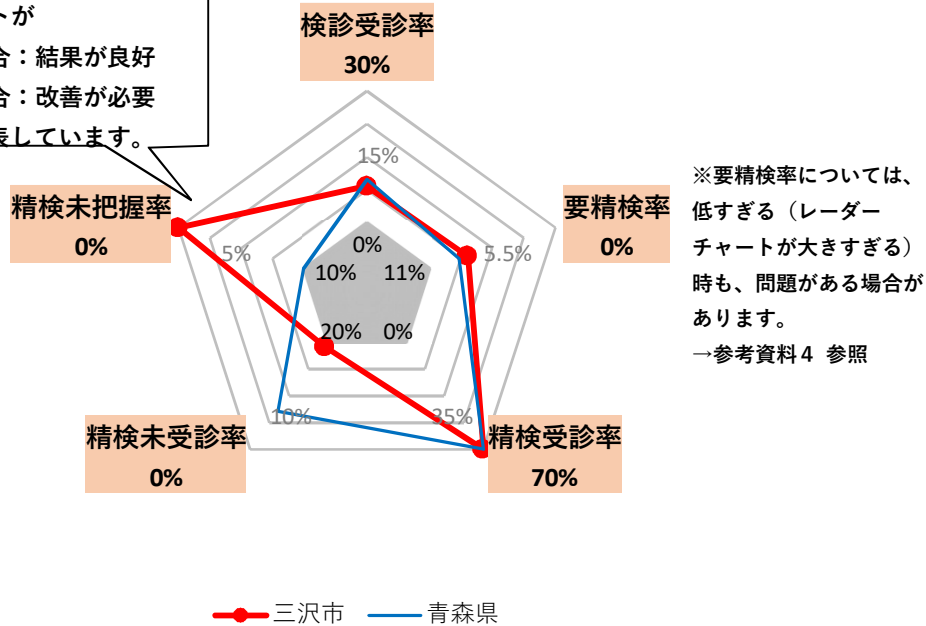 トが
合：結果が良好
合：改善が必要
表しています。
検診受診率
30%
要精検率
0%
精検受診率
70%
精検未受診率
0%
精検未把握率
0%
15%
5.5%
35%
10%
5%
0%
11%
0%
20%
10%
※要精検率については、
低すぎる（レーダー
チャートが大きすぎる）
時も、問題がある場合が
あります。
→参考資料４ 参照
三沢市
青森県